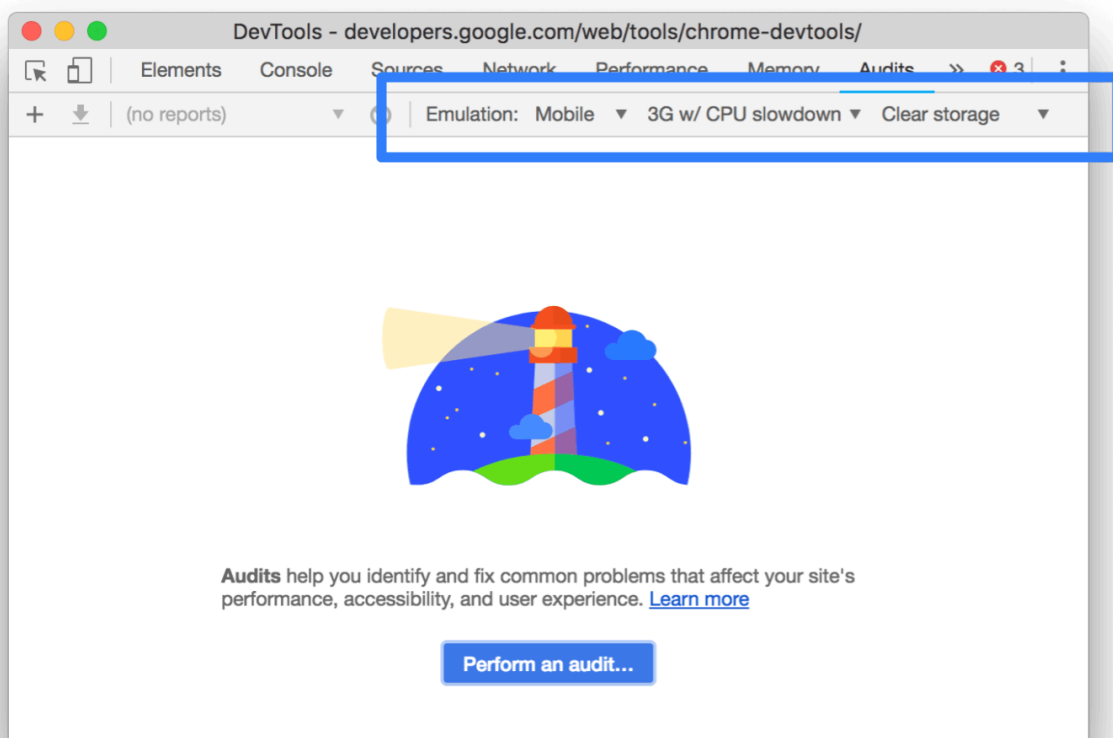 DevTools - developers.google.com/web/tools/chrome-devtools/
Elements Console Sources Network Performance Memory Audits » 3
(no reports) Emulation: Mobile 3G w/ CPU slowdown Clear storage
Audits help you identify and fix common problems that affect your site's
performance, accessibility, and user experience. Learn more
Perform an audit...